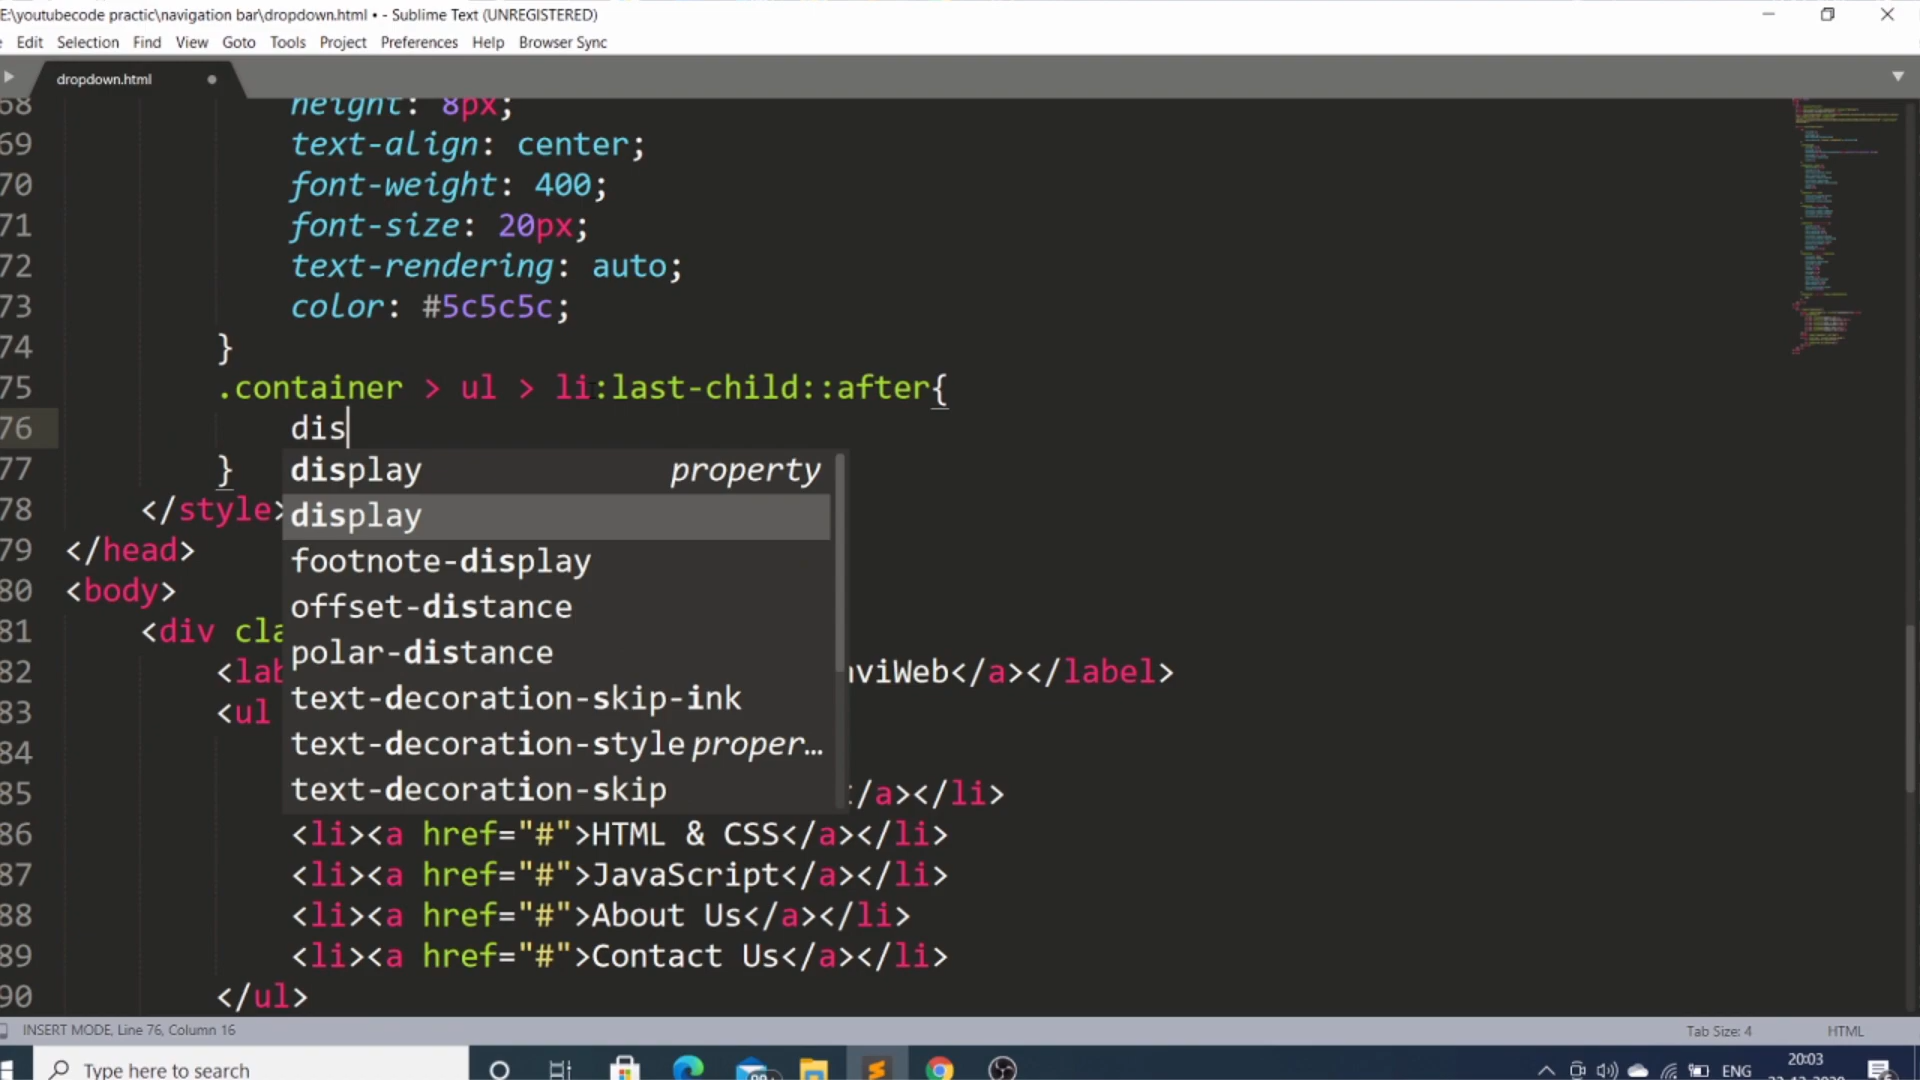 E:\youtubecode practic\navigation bar\dropdown.html • - Sublime Text (UNREGISTERED)
Edit Selection Find View Goto Tools Project Preferences Help Browser Sync
dropdown.html
68 height: 8px;
69 text-align: center;
70 font-weight: 400;
71 font-size: 20px;
72 text-rendering: auto;
73 color: #5c5c5c;
74 }
75 .container > ul > li:last-child::after{
76 dis
display property
77 }
78 </style>
display
79 </head>
footnote-display
80 <body>
offset-distance
81 <div cla
polar-distance
82 <lab viWeb</a></label>
text-decoration-skip-ink
83 <ul
84
text-decoration-style proper...
85 /a></li>
text-decoration-skip
86 <li><a href="#">HTML & CSS</a></li>
87 <li><a href="#">JavaScript</a></li>
88 <li><a href="#">About Us</a></li>
89 <li><a href="#">Contact Us</a></li>
90 </ul>
INSERT MODE, Line 76, Column 16 Tab Size: 4 HTML
Type here to search
ENG
20:03